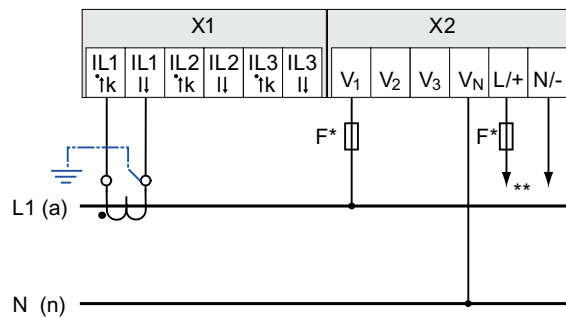 X1 X2
IL1 IL1 IL2 IL2 IL3 IL3 V1 V2 V3 VN L/+ N/-
•↑k l↓ •↑k l↓ •↑k l↓
F* F*
**
L1 (a)
N (n)